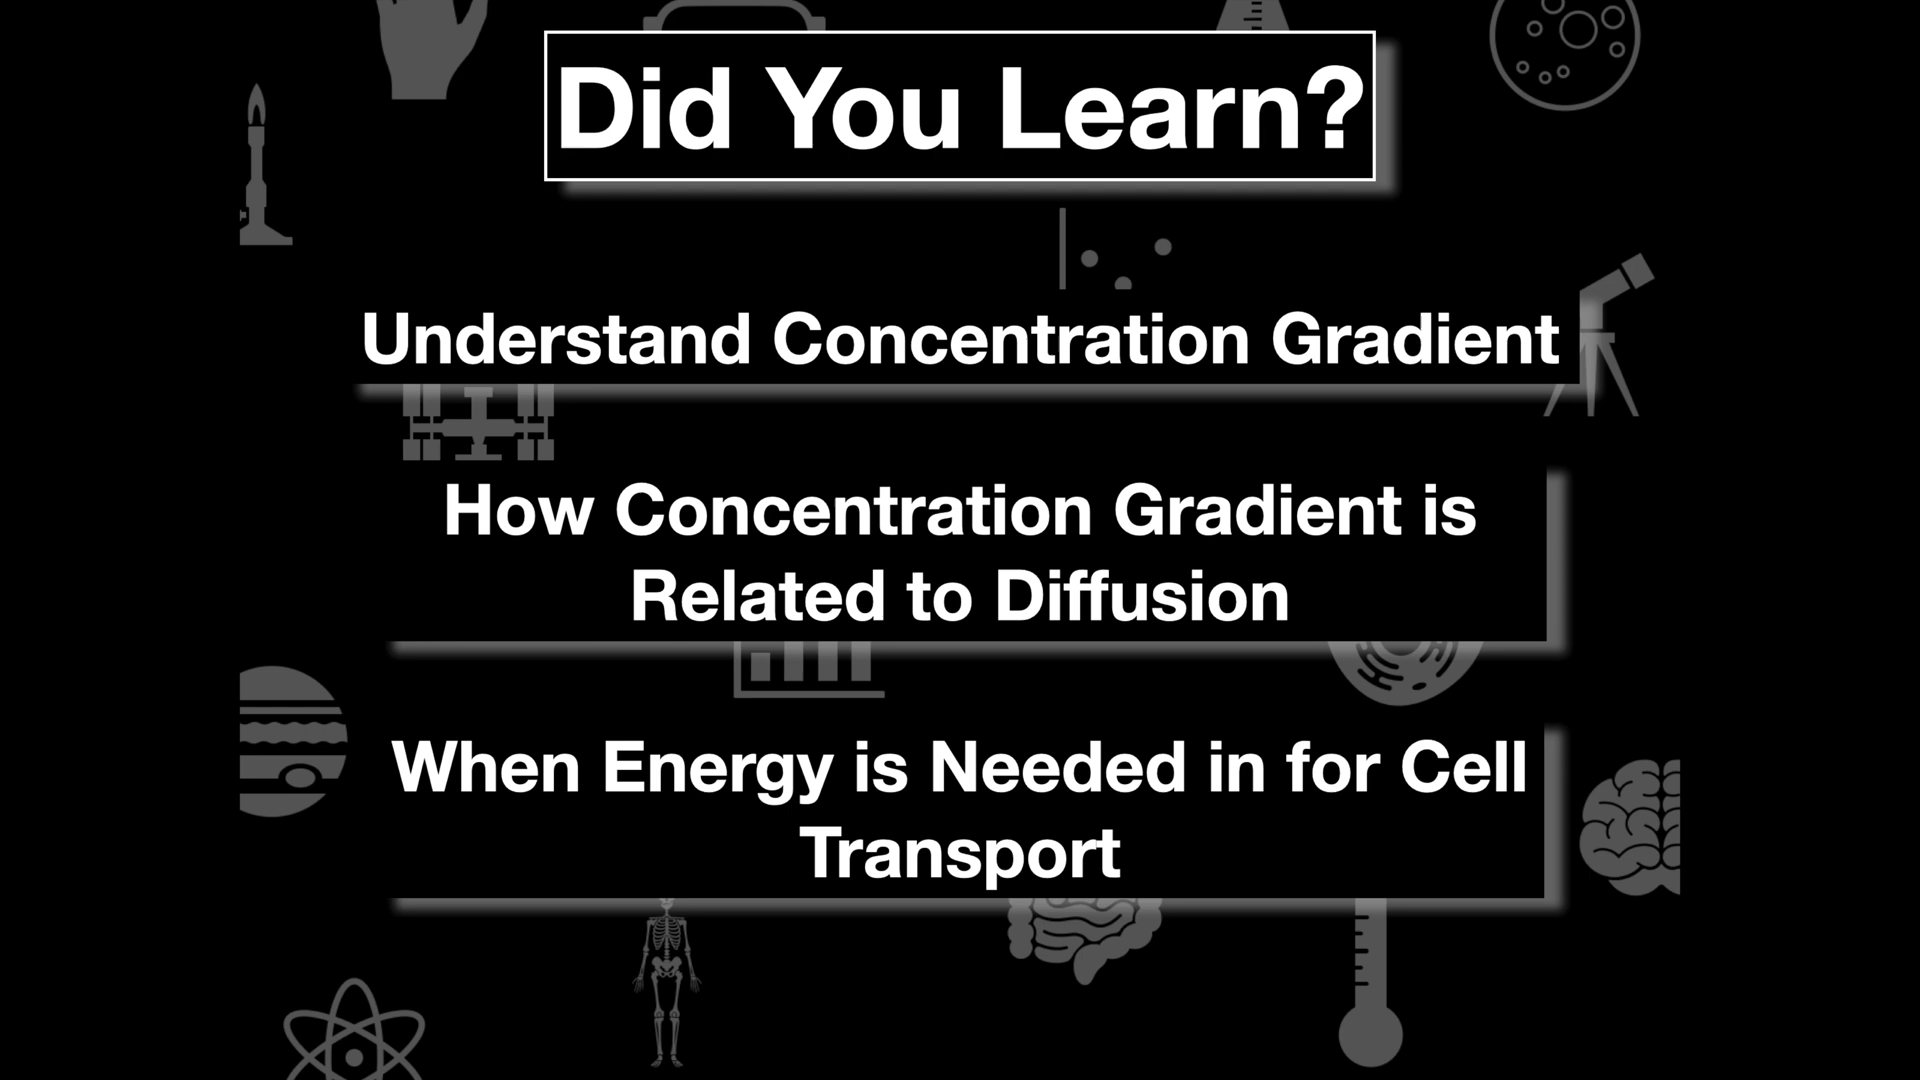 Did You Learn?
Understand Concentration Gradient
How Concentration Gradient is
Related to Diffusion
When Energy is Needed in for Cell
Transport